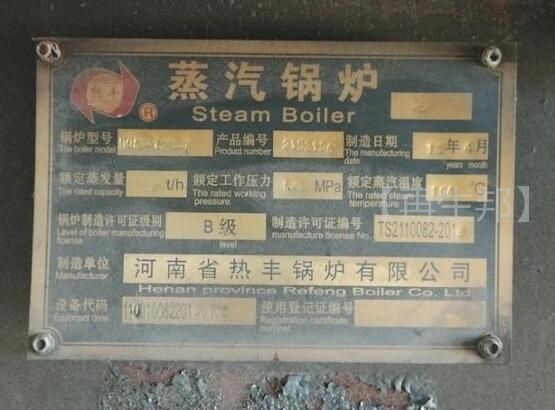 热丰
®
蒸汽锅炉
Steam Boiler
锅炉型号 产品编号 制造日期 年 4月
The boiler model Product number The manufacturing date years month
额定蒸发量 t/h 额定工作压力 MPa 额定蒸汽温度 ℃
The rated capacity The rated working pressure The rated steam temperature
锅炉制造许可证级别 B 级 制造许可证编号 TS2110082-201
Level of boiler manufacturing license level manufacture license No.
制造单位 河南省热丰锅炉有限公司
Manufacturer Henan province Refeng Boiler Co. Ltd.
设备代码 使用登记证编号
Equipment code Registration certificate number